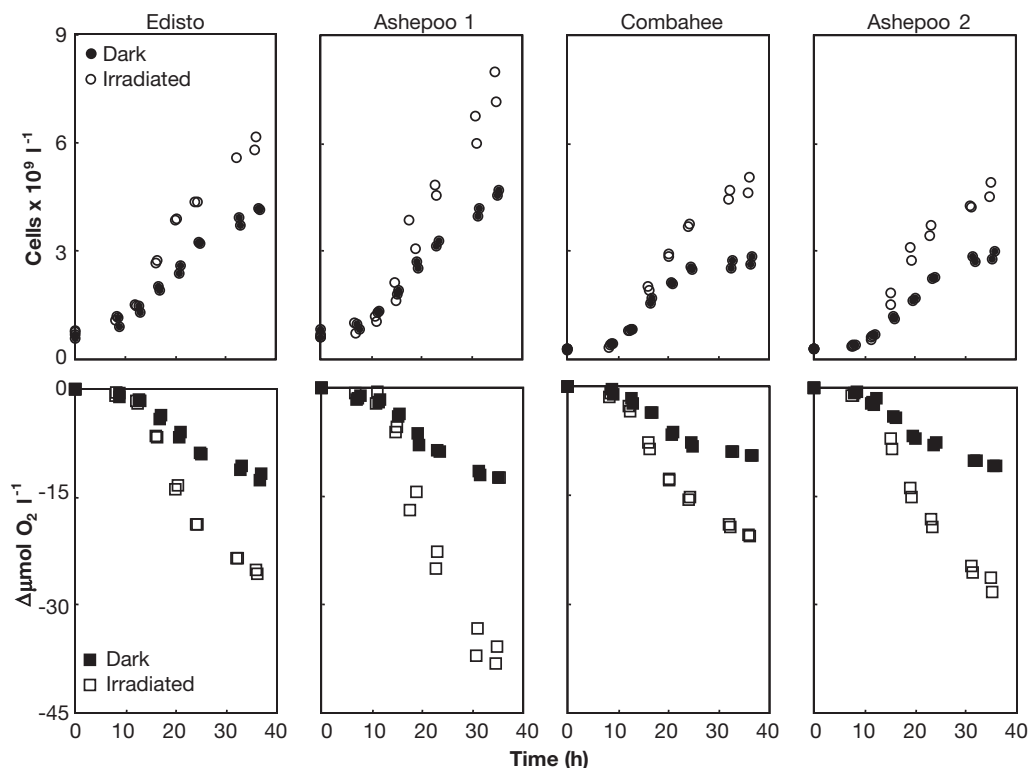 Edisto Ashepoo 1 Combahee Ashepoo 2
9
6
3
0
Cells x 10⁹ l⁻¹
Dark
Irradiated
0
-15
-30
-45
Δμmol O₂ l⁻¹
Dark
Irradiated
0 10 20 30 40 0 10 20 30 40 0 10 20 30 40 0 10 20 30 40
Time (h)